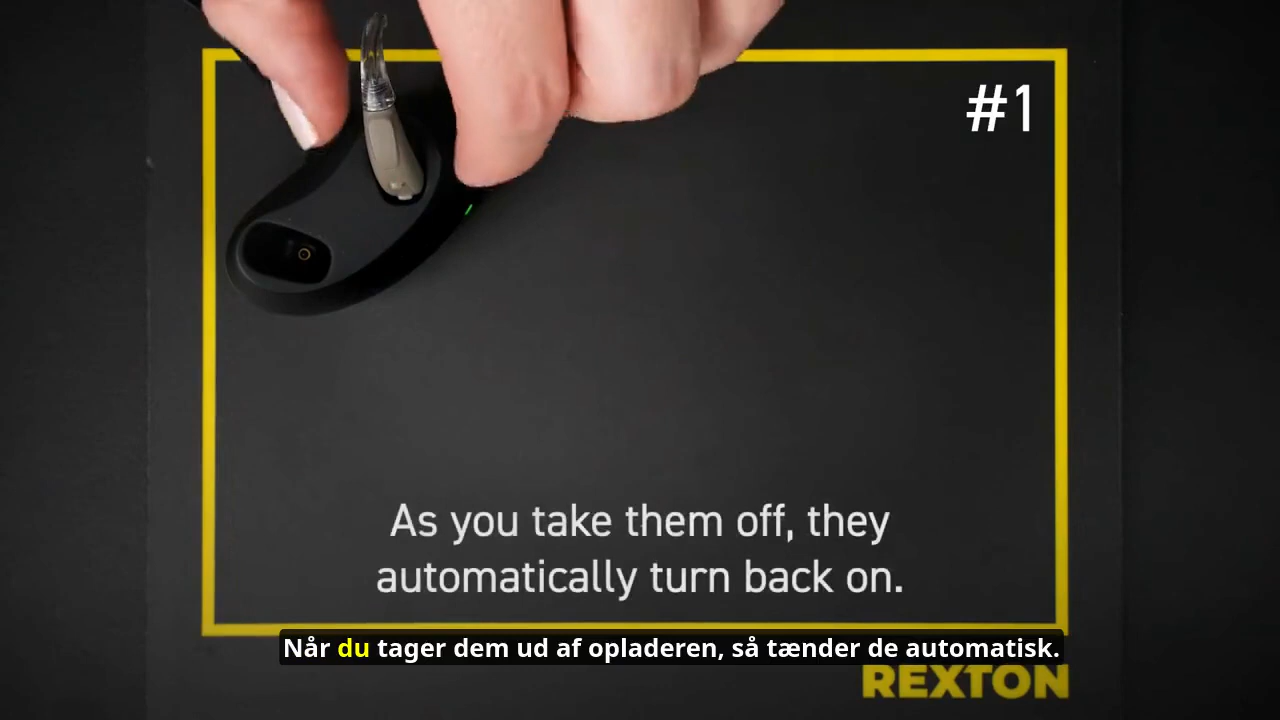 #1
As you take them off, they
automatically turn back on.
Når du tager dem ud af opladeren, så tænder de automatisk.
REXTON